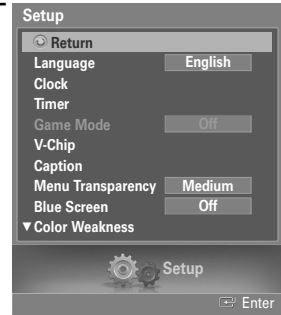 Setup
Return
Language English
Clock
Timer
Game Mode Off
V-Chip
Caption
Menu Transparency Medium
Blue Screen Off
▼Color Weakness
Setup
Enter